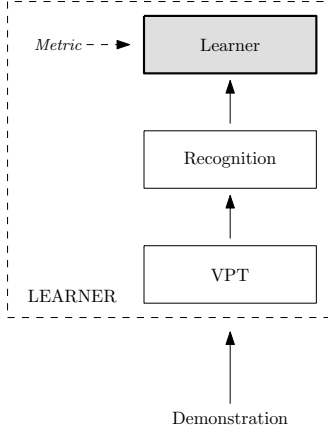 Metric
Learner
Recognition
VPT
LEARNER
Demonstration